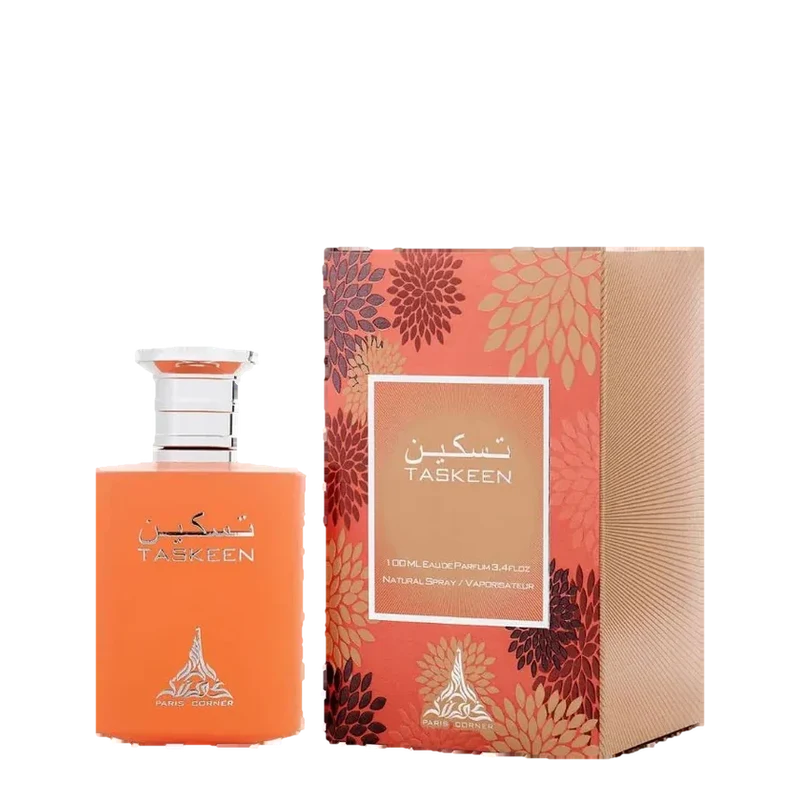 تسكين
TASKEEN
PARIS CORNER
تسكين
TASKEEN
100 ML EAU DE PARFUM 3.4 FL.OZ
NATURAL SPRAY / VAPORISATEUR
PARIS CORNER